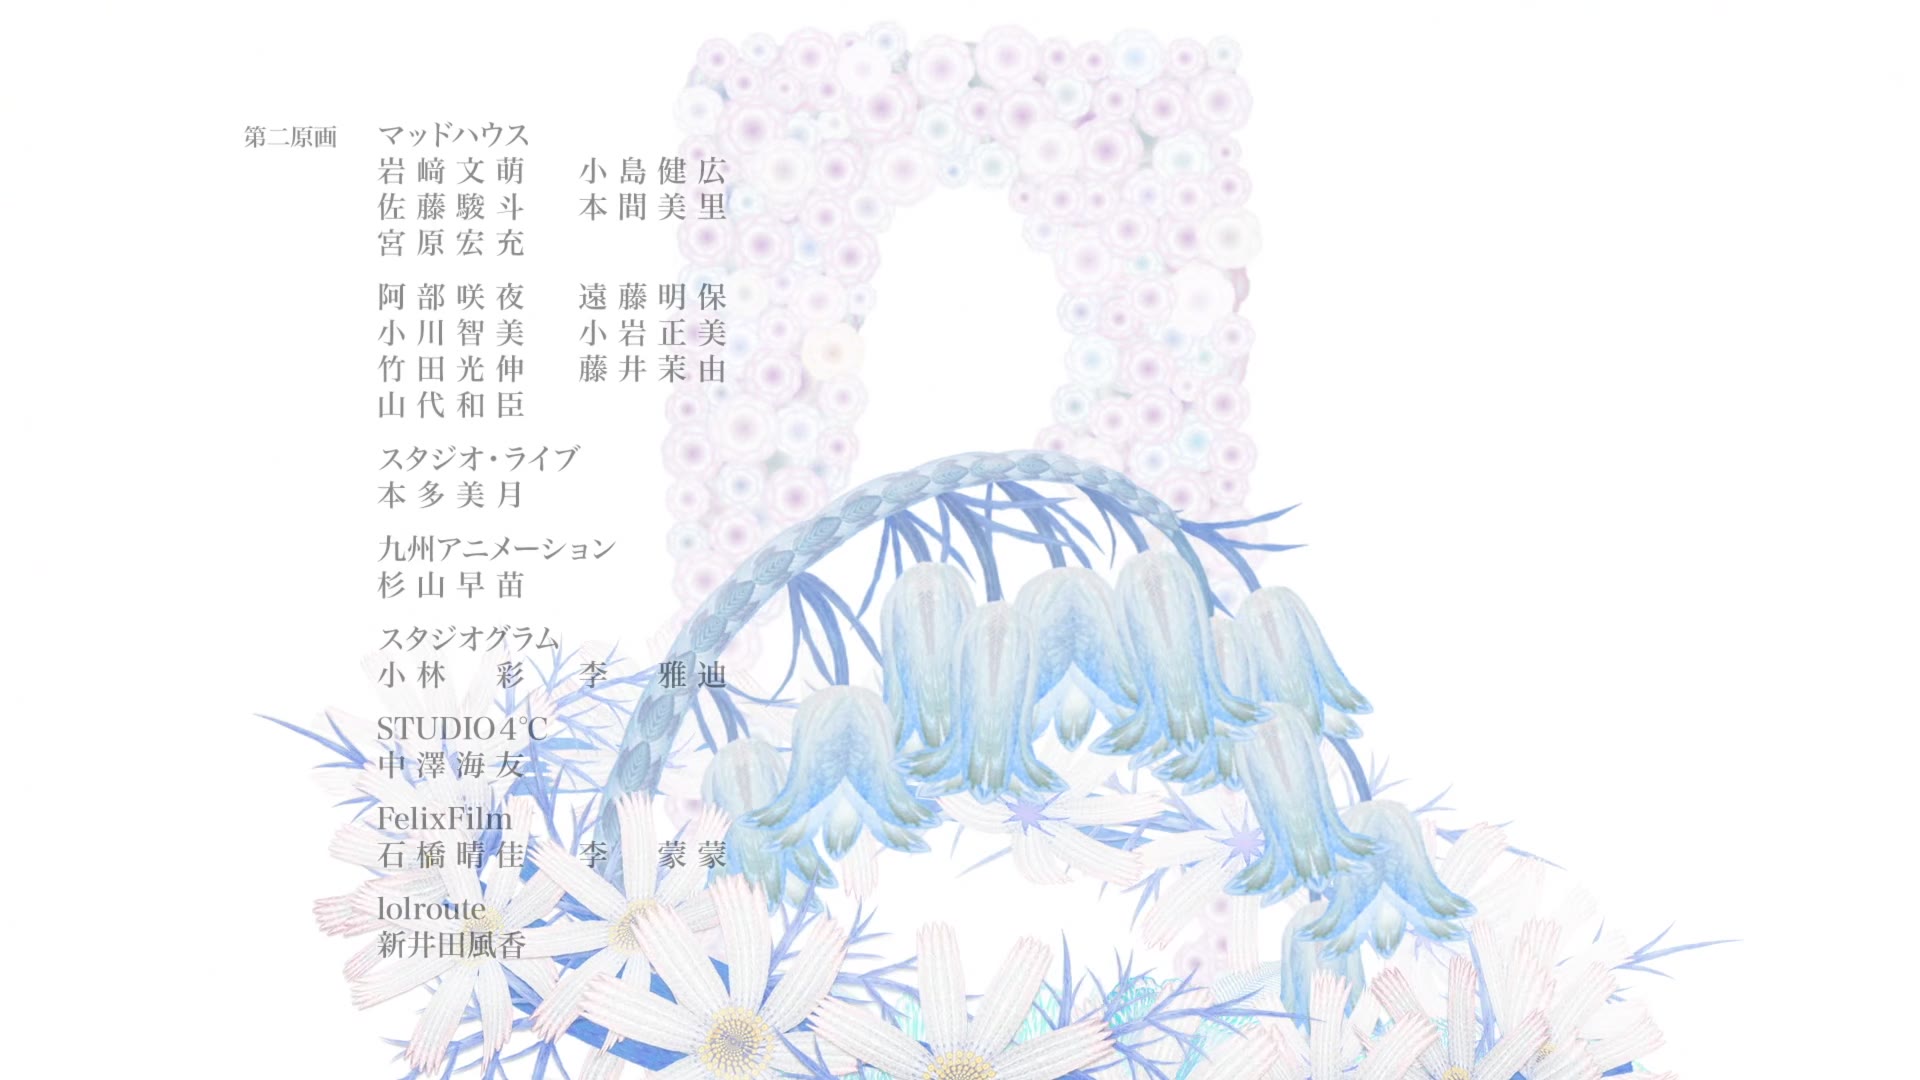 第二原画 マッドハウス
岩﨑文萌 小島健広
佐藤駿斗 本間美里
宮原宏充
阿部咲夜 遠藤明保
小川智美 小岩正美
竹田光伸 藤井茉由
山代和臣
スタジオ・ライブ
本多美月
九州アニメーション
杉山早苗
スタジオグラム
小林 彩 李 雅迪
STUDIO4℃
中澤海友
FelixFilm
石橋晴佳 李 蒙蒙
lolroute
新井田風香